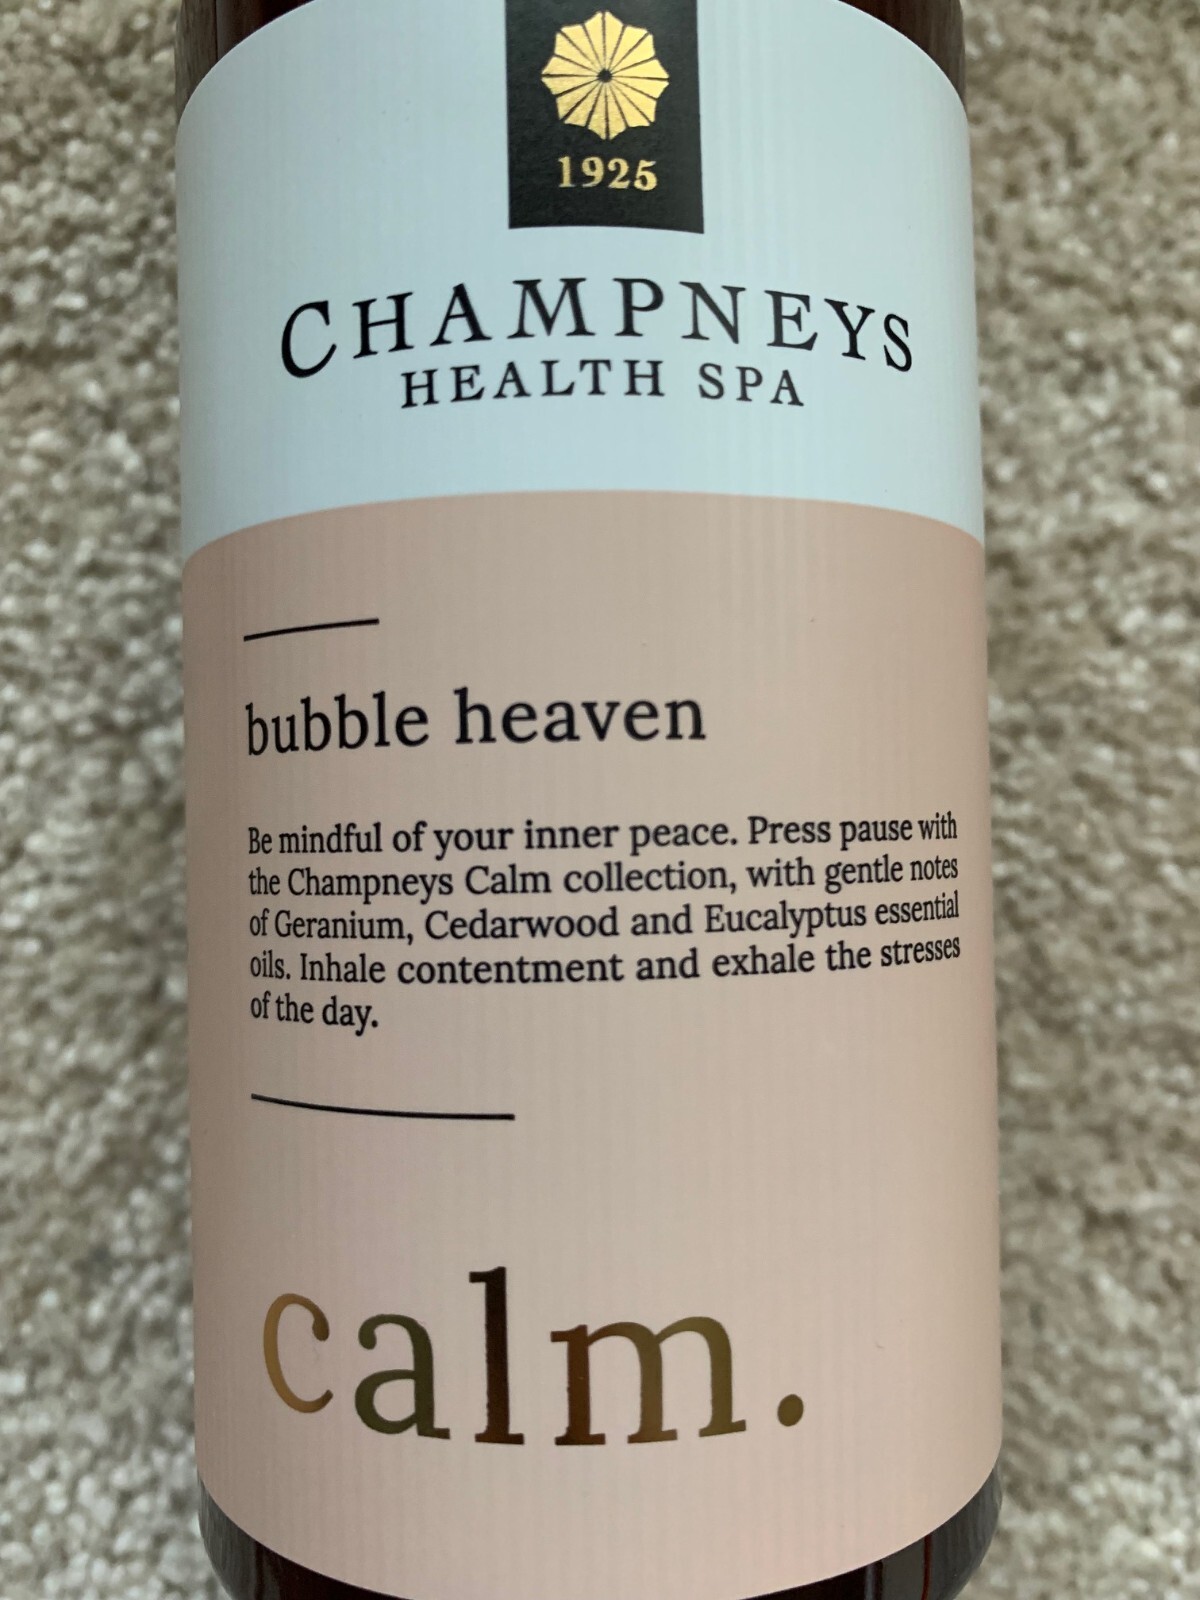 1925
CHAMPNEYS
HEALTH SPA
bubble heaven
Be mindful of your inner peace. Press pause with
the Champneys Calm collection, with gentle notes
of Geranium, Cedarwood and Eucalyptus essential
oils. Inhale contentment and exhale the stresses
of the day.
calm.